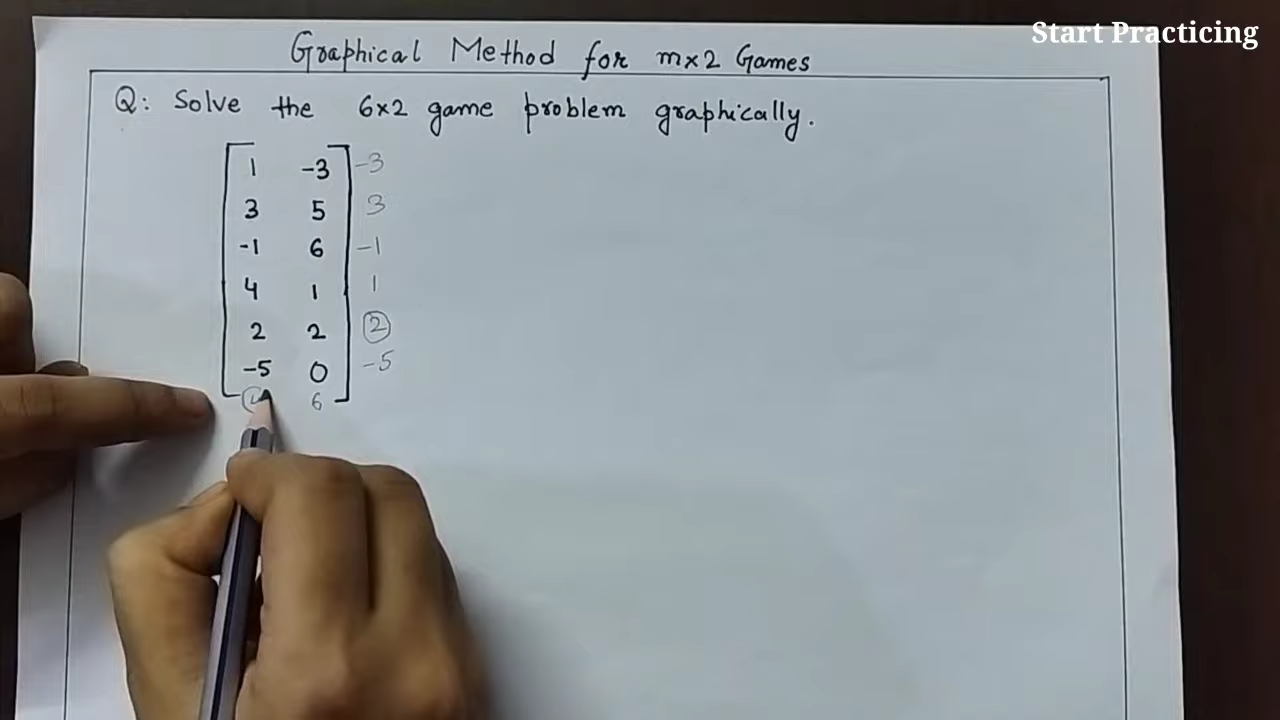 Start Practicing
Graphical Method for m×2 Games
Q: Solve the 6×2 game problem graphically.
1 -3 -3
3 5 3
-1 6 -1
4 1 1
2 2 2
-5 0 -5
6